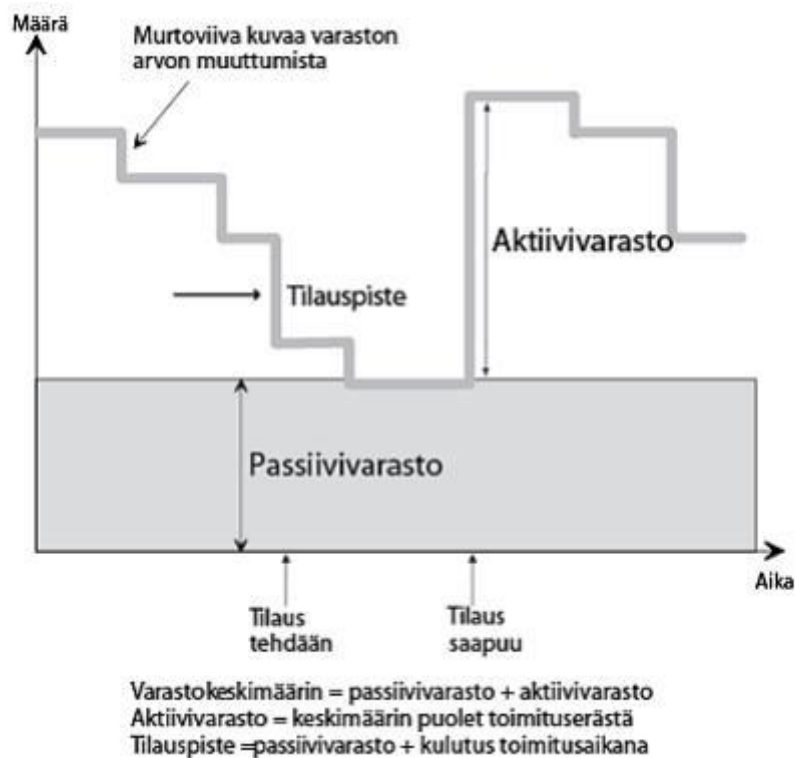 Määrä
Murtoviiva kuvaa varaston
arvon muuttumista
Aktiivivarasto
Tilauspiste
Passiivivarasto
Aika
Tilaus
tehdään
Tilaus
saapuu
Varastokeskimäärin = passiivivarasto + aktiivivarasto
Aktiivivarasto = keskimäärin puolet toimituserästä
Tilauspiste =passiivivarasto + kulutus toimitusaikana